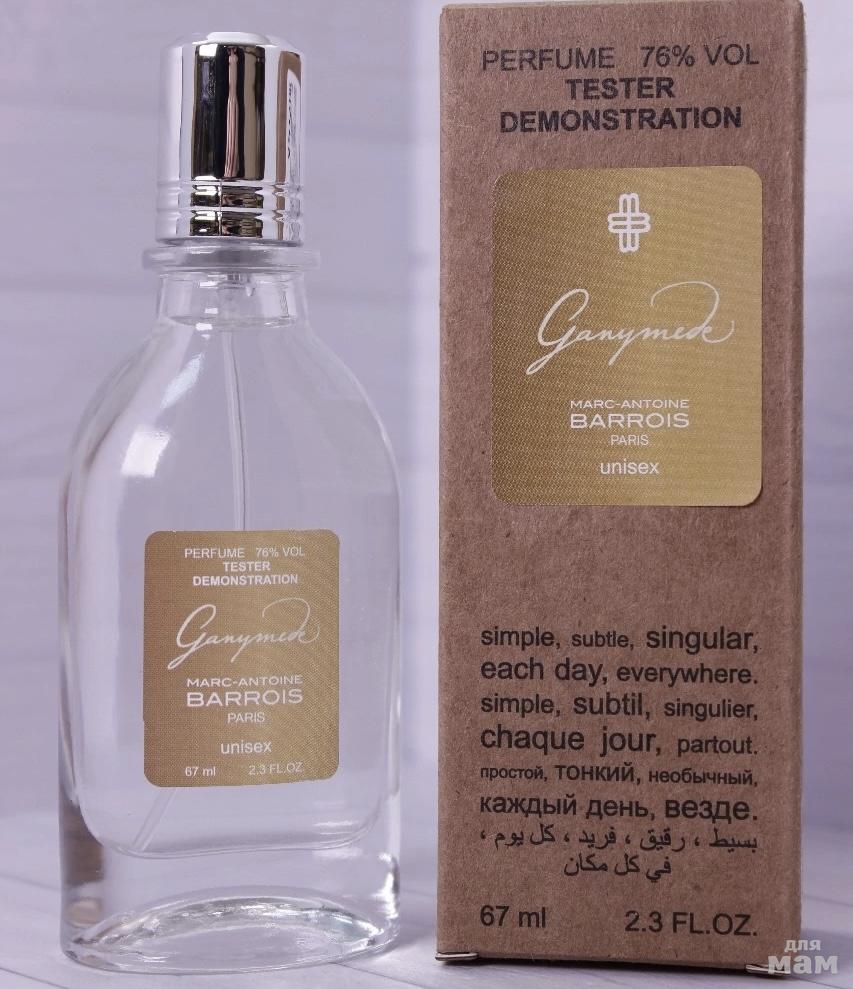 PERFUME 76% VOL
TESTER
DEMONSTRATION
Ganymede
MARC-ANTOINE
BARROIS
PARIS
unisex
67 ml 2.3 FL.OZ.
PERFUME 76% VOL
TESTER
DEMONSTRATION
Ganymede
MARC-ANTOINE
BARROIS
PARIS
unisex
simple, subtle, singular,
each day, everywhere.
simple, subtil, singulier,
chaque jour, partout.
простой, тонкий, необычный,
каждый день, везде.
بسيط ، رقيق ، فريد ، كل يوم ،
في كل مكان
67 ml 2.3 FL.OZ.
для
мам